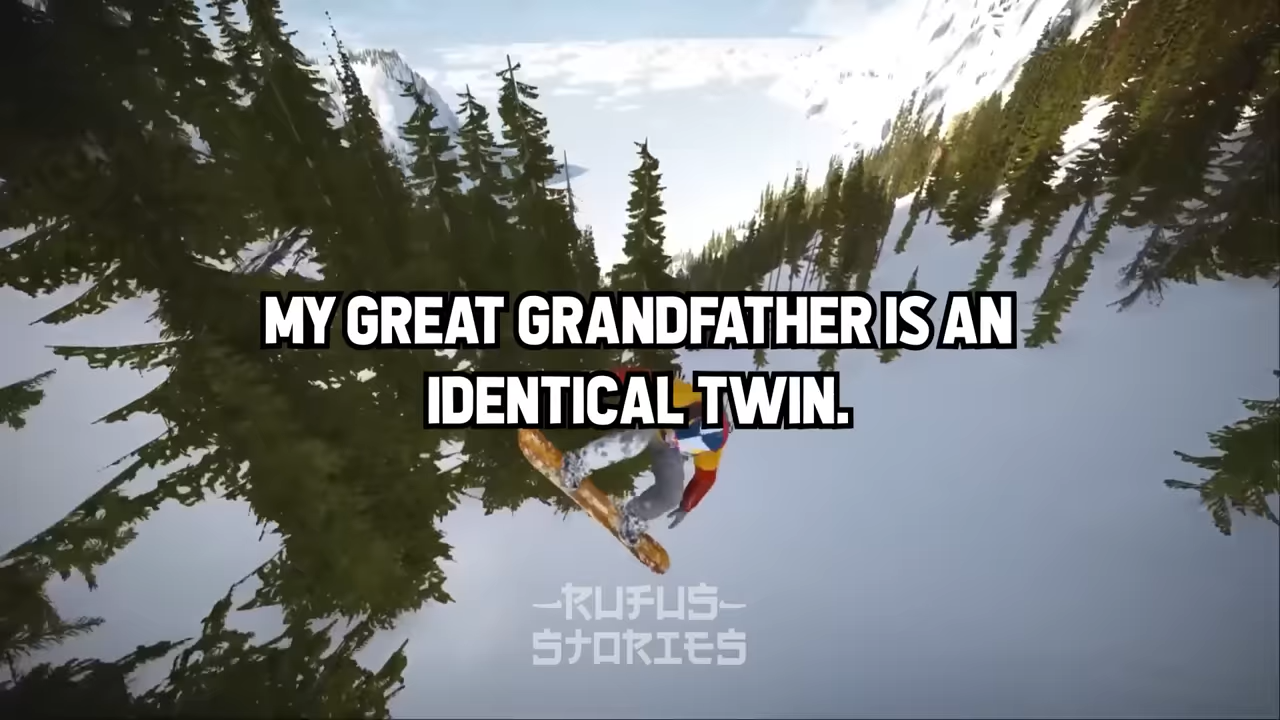 MY GREAT GRANDFATHER IS AN
IDENTICAL TWIN.
-RUFUS-
STORIES